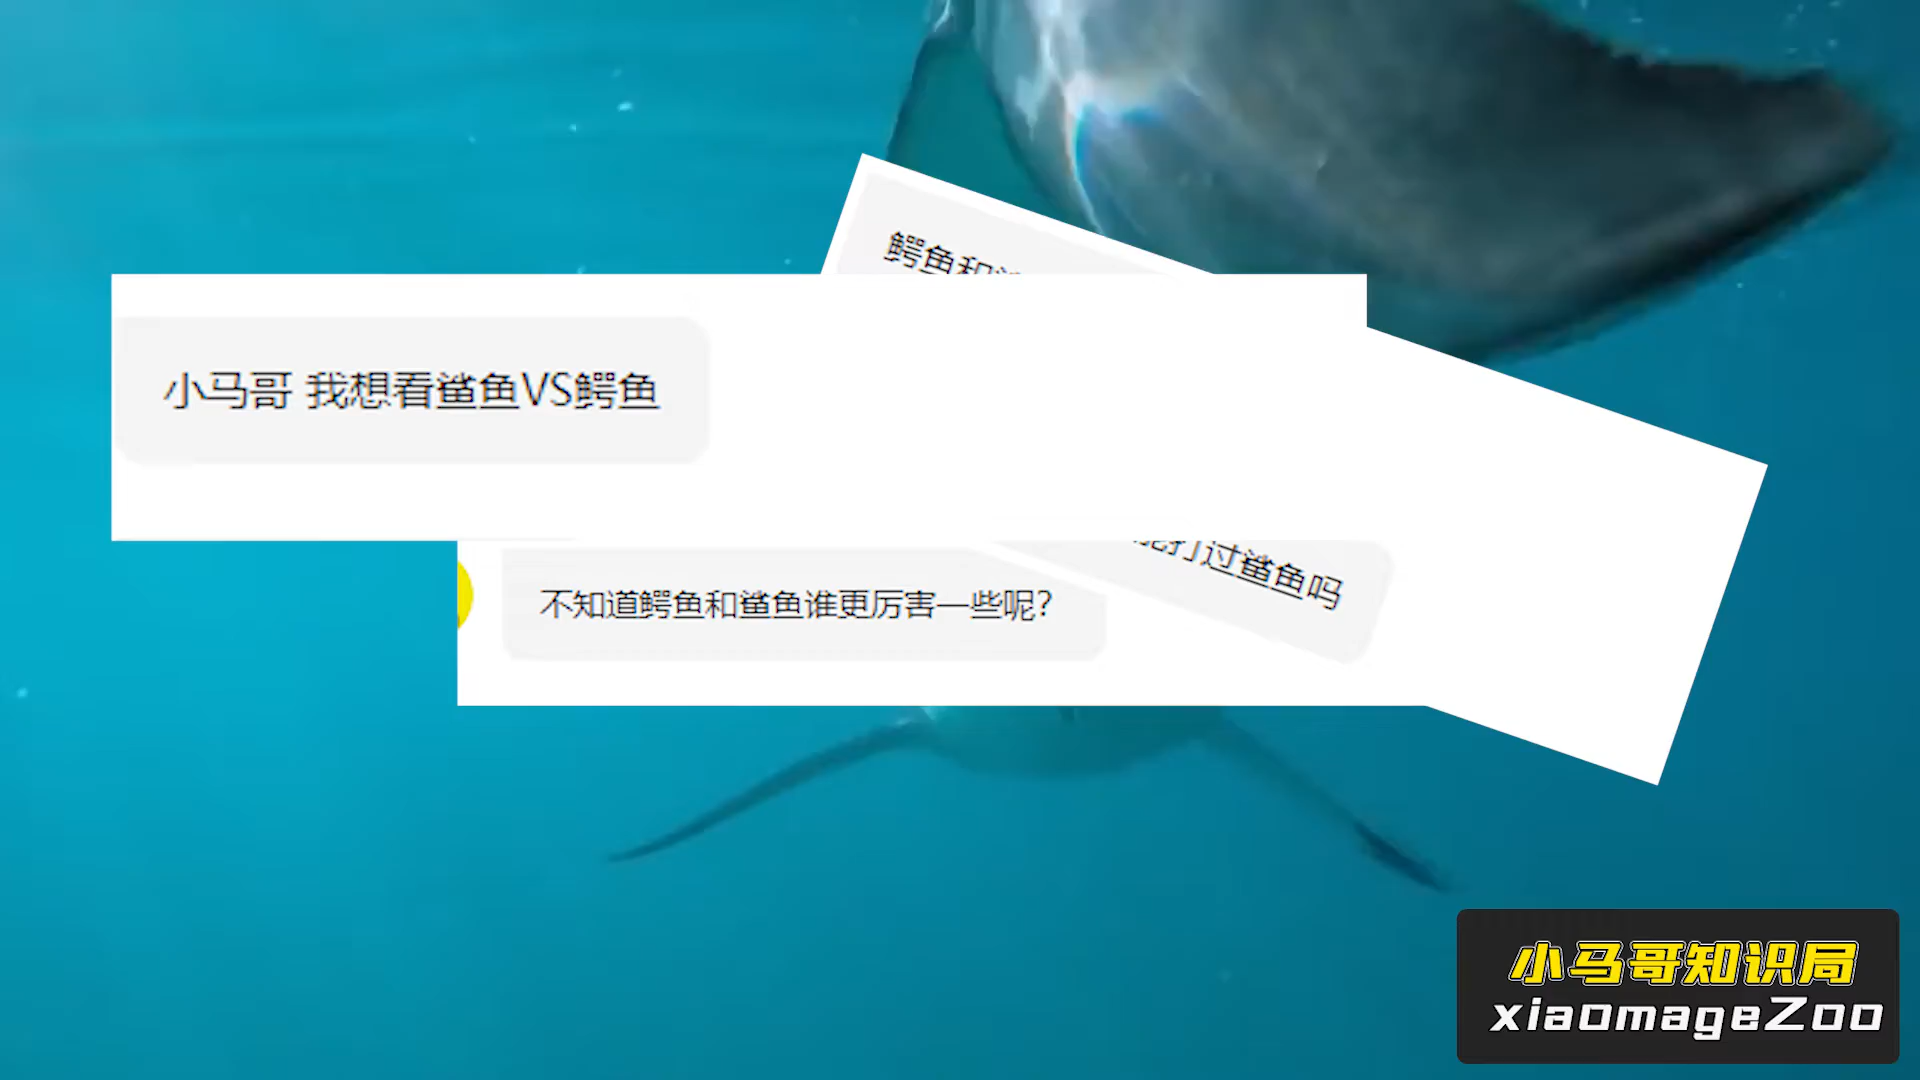 鳄鱼和
小马哥 我想看鲨鱼VS鳄鱼
能打过鲨鱼吗
不知道鳄鱼和鲨鱼谁更厉害一些呢?
小马哥知识局
xiaomageZoo